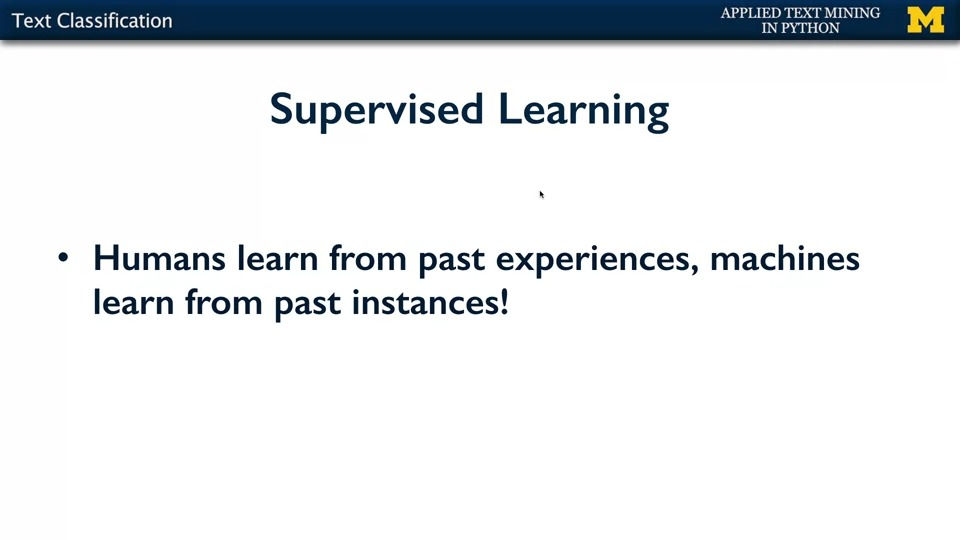 Text Classification
APPLIED TEXT MINING
IN PYTHON
M
Supervised Learning
• Humans learn from past experiences, machines
learn from past instances!